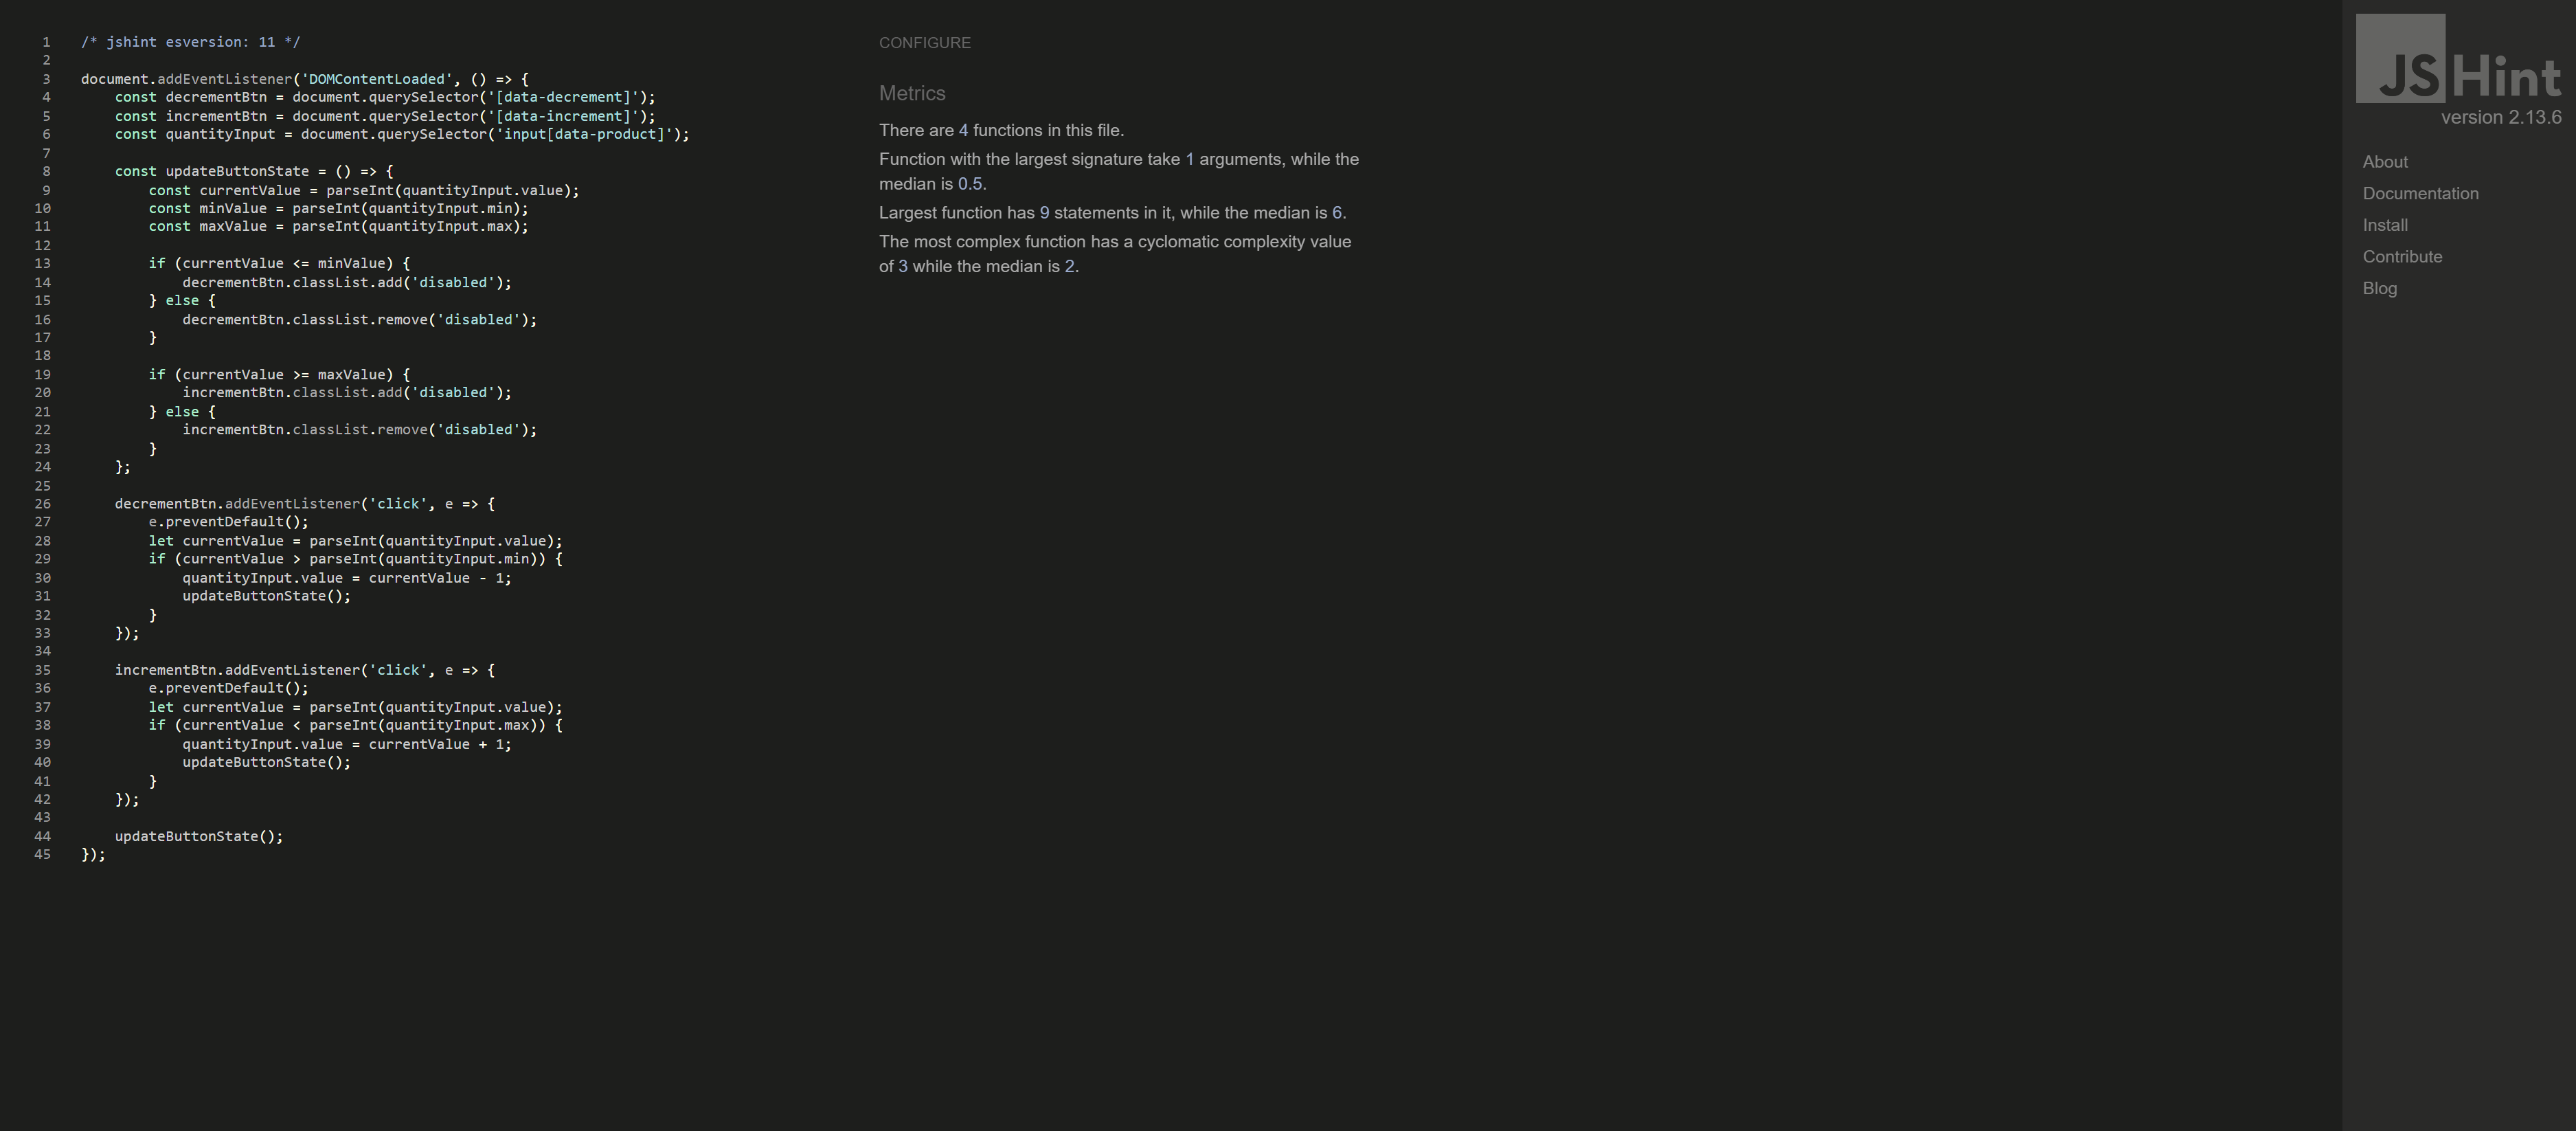 1 /* jshint esversion: 11 */
2
3 document.addEventListener('DOMContentLoaded', () => {
4     const decrementBtn = document.querySelector('[data-decrement]');
5     const incrementBtn = document.querySelector('[data-increment]');
6     const quantityInput = document.querySelector('input[data-product]');
7
8     const updateButtonState = () => {
9         const currentValue = parseInt(quantityInput.value);
10         const minValue = parseInt(quantityInput.min);
11         const maxValue = parseInt(quantityInput.max);
12
13         if (currentValue <= minValue) {
14             decrementBtn.classList.add('disabled');
15         } else {
16             decrementBtn.classList.remove('disabled');
17         }
18
19         if (currentValue >= maxValue) {
20             incrementBtn.classList.add('disabled');
21         } else {
22             incrementBtn.classList.remove('disabled');
23         }
24     };
25
26     decrementBtn.addEventListener('click', e => {
27         e.preventDefault();
28         let currentValue = parseInt(quantityInput.value);
29         if (currentValue > parseInt(quantityInput.min)) {
30             quantityInput.value = currentValue - 1;
31             updateButtonState();
32         }
33     });
34
35     incrementBtn.addEventListener('click', e => {
36         e.preventDefault();
37         let currentValue = parseInt(quantityInput.value);
38         if (currentValue < parseInt(quantityInput.max)) {
39             quantityInput.value = currentValue + 1;
40             updateButtonState();
41         }
42     });
43
44     updateButtonState();
45 });
CONFIGURE
Metrics
There are 4 functions in this file.
Function with the largest signature take 1 arguments, while the
median is 0.5.
Largest function has 9 statements in it, while the median is 6.
The most complex function has a cyclomatic complexity value
of 3 while the median is 2.
JSHint
version 2.13.6
About
Documentation
Install
Contribute
Blog